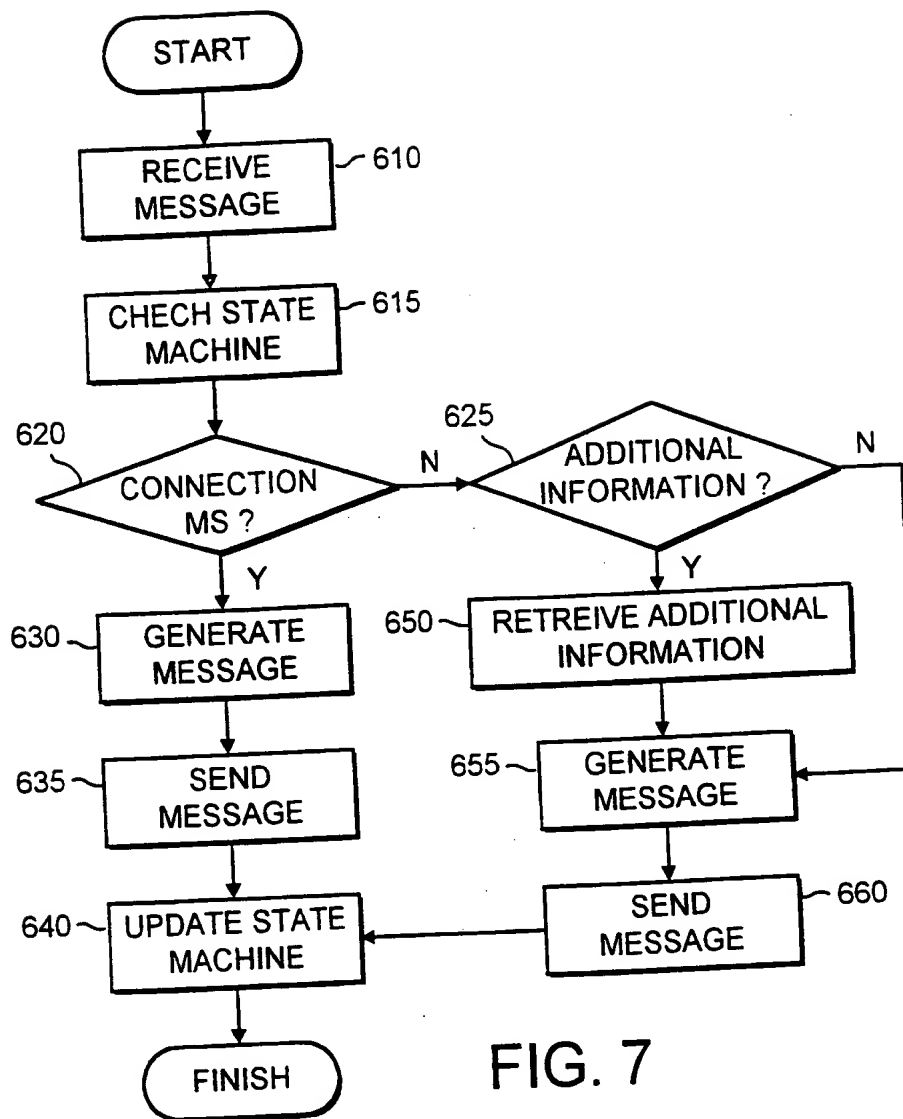 START
RECEIVE
MESSAGE
610
CHECH STATE
MACHINE
615
620
CONNECTION
MS ?
N
Y
625
ADDITIONAL
INFORMATION ?
N
Y
630
GENERATE
MESSAGE
650
RETREIVE ADDITIONAL
INFORMATION
635
SEND
MESSAGE
655
GENERATE
MESSAGE
640
UPDATE STATE
MACHINE
SEND
MESSAGE
660
FINISH
FIG. 7